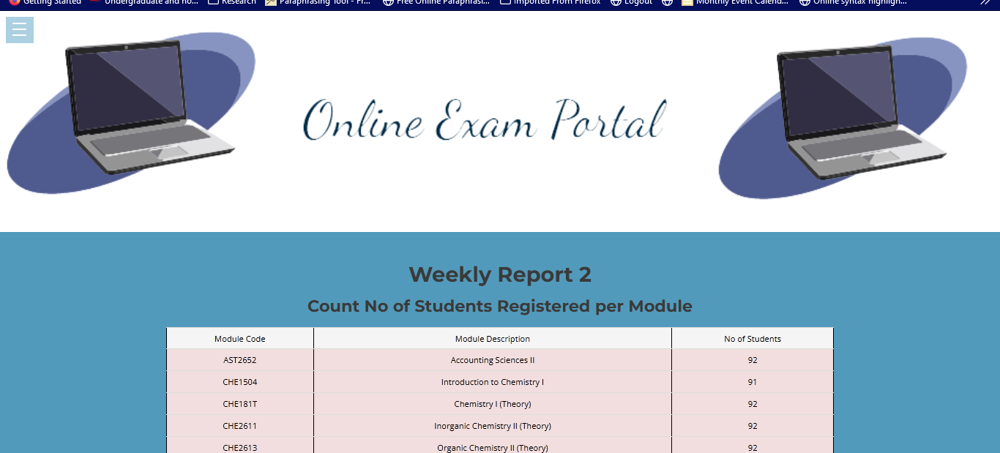 Getting Started Undergraduate and ho... Research Paraphrasing Tool - Fr... Free Online Paraphrasi... Imported From Firefox Logout Monthly Event Calend... Online syntax highligh...
Online Exam Portal
Weekly Report 2
Count No of Students Registered per Module
Module Code Module Description No of Students
AST2652 Accounting Sciences II 92
CHE1504 Introduction to Chemistry I 91
CHE181T Chemistry I (Theory) 92
CHE2611 Inorganic Chemistry II (Theory) 92
CHE2613 Organic Chemistry II (Theory) 92